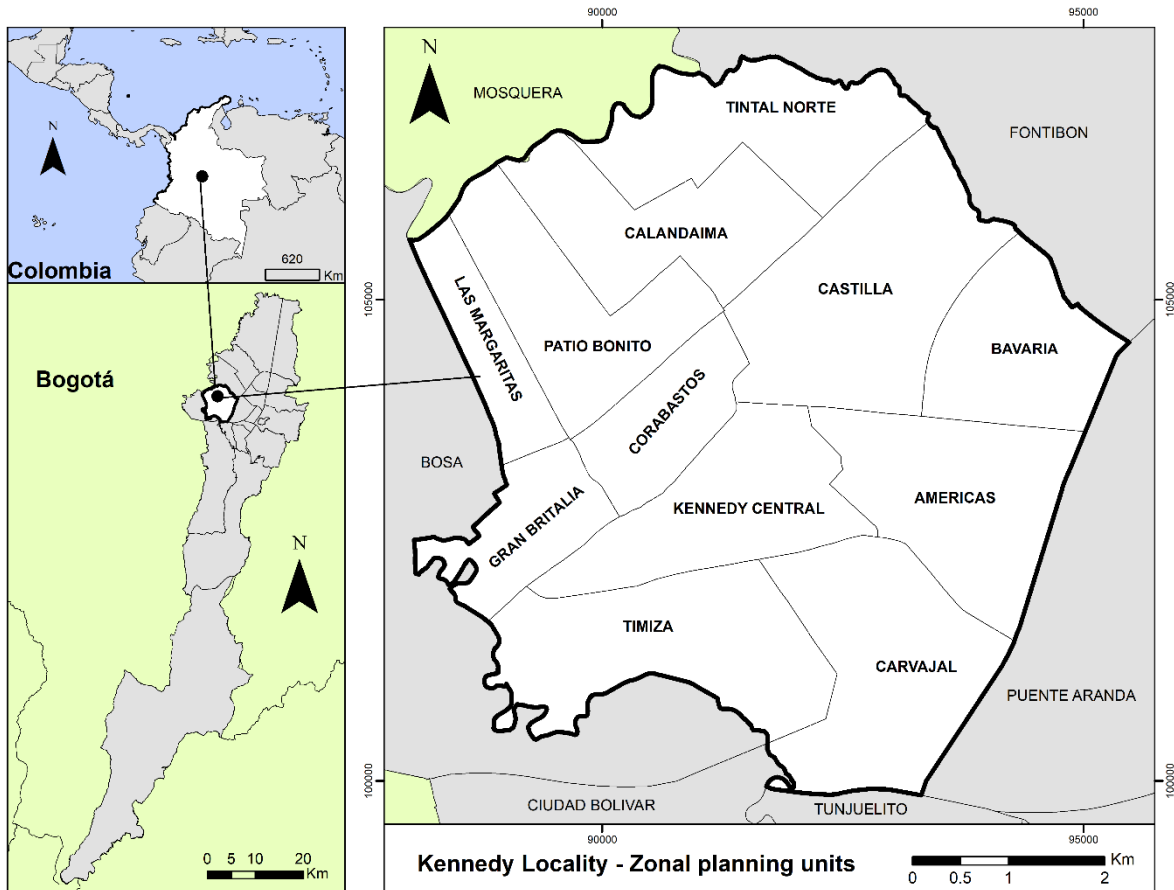 N
620
Km
Colombia
Bogotá
N
0 5 10 20
Km
90000
95000
N
MOSQUERA
TINTAL NORTE
FONTIBON
CALANDAIMA
105000
105000
LAS MARGARITAS
CASTILLA
PATIO BONITO
BAVARIA
CORABASTOS
BOSA
AMERICAS
KENNEDY CENTRAL
GRAN BRITALIA
TIMIZA
CARVAJAL
PUENTE ARANDA
100000
100000
CIUDAD BOLIVAR
TUNJUELITO
90000
95000
Kennedy Locality - Zonal planning units
Km
0 0.5 1 2